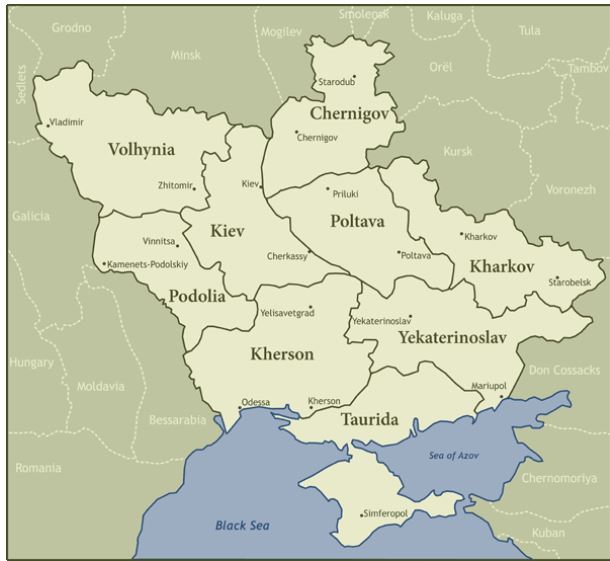 Smolensk
Kaluga
Grodno
Mogilev
Tula
Minsk
Orël
Tambov
Sedlets
Starodub
Chernigov
Vladimir
Chernigov
Volhynia
Kursk
Zhitomir
Kiev
Priluki
Voronezh
Galicia
Poltava
Kiev
Kharkov
Vinnitsa
Cherkassy
Poltava
Kamenets-Podolskiy
Kharkov
Starobelsk
Podolia
Yelisavetgrad
Yekaterinoslav
Yekaterinoslav
Kherson
Hungary
Don Cossacks
Moldavia
Mariupol
Odessa
Kherson
Bessarabia
Taurida
Sea of Azov
Romania
Chernomoriya
Simferopol
Black Sea
Kuban